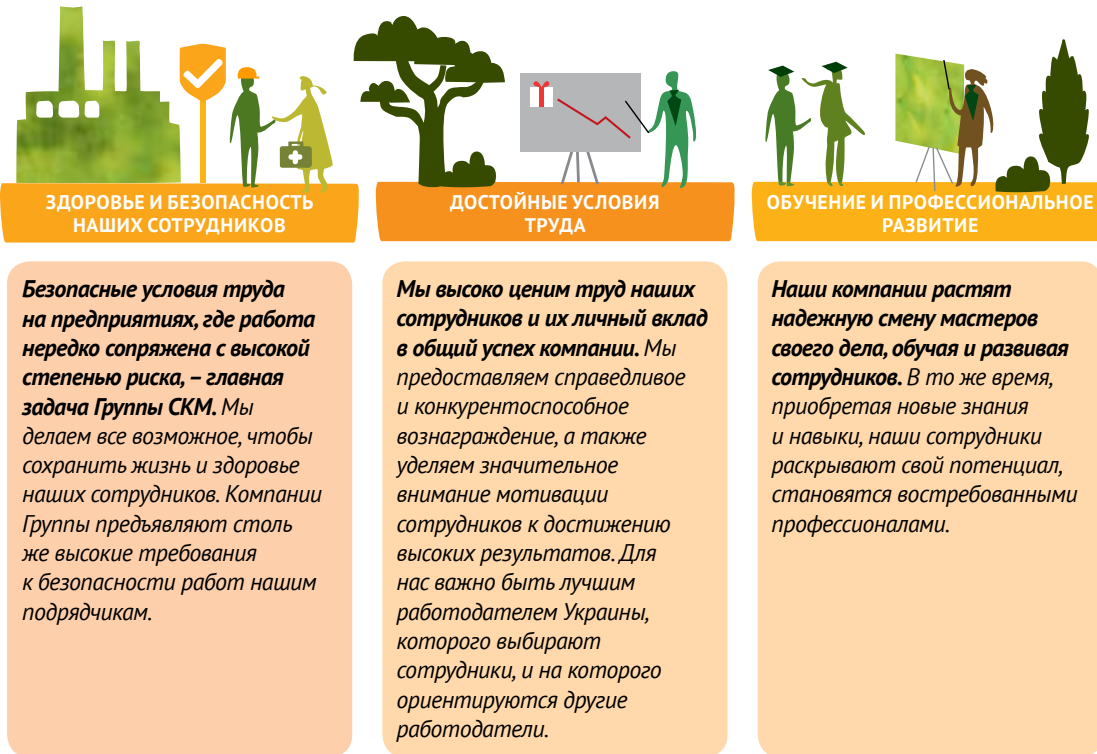 ЗДОРОВЬЕ И БЕЗОПАСНОСТЬ
НАШИХ СОТРУДНИКОВ
Безопасные условия труда
на предприятиях, где работа
нередко сопряжена с высокой
степенью риска, – главная
задача Группы СКМ. Мы
делаем все возможное, чтобы
сохранить жизнь и здоровье
наших сотрудников. Компании
Группы предъявляют столь
же высокие требования
к безопасности работ нашим
подрядчикам.
ДОСТОЙНЫЕ УСЛОВИЯ
ТРУДА
Мы высоко ценим труд наших
сотрудников и их личный вклад
в общий успех компании. Мы
предоставляем справедливое
и конкурентоспособное
вознаграждение, а также
уделяем значительное
внимание мотивации
сотрудников к достижению
высоких результатов. Для
нас важно быть лучшим
работодателем Украины,
которого выбирают
сотрудники, и на которого
ориентируются другие
работодатели.
ОБУЧЕНИЕ И ПРОФЕССИОНАЛЬНОЕ
РАЗВИТИЕ
Наши компании растят
надежную смену мастеров
своего дела, обучая и развивая
сотрудников. В то же время,
приобретая новые знания
и навыки, наши сотрудники
раскрывают свой потенциал,
становятся востребованными
профессионалами.